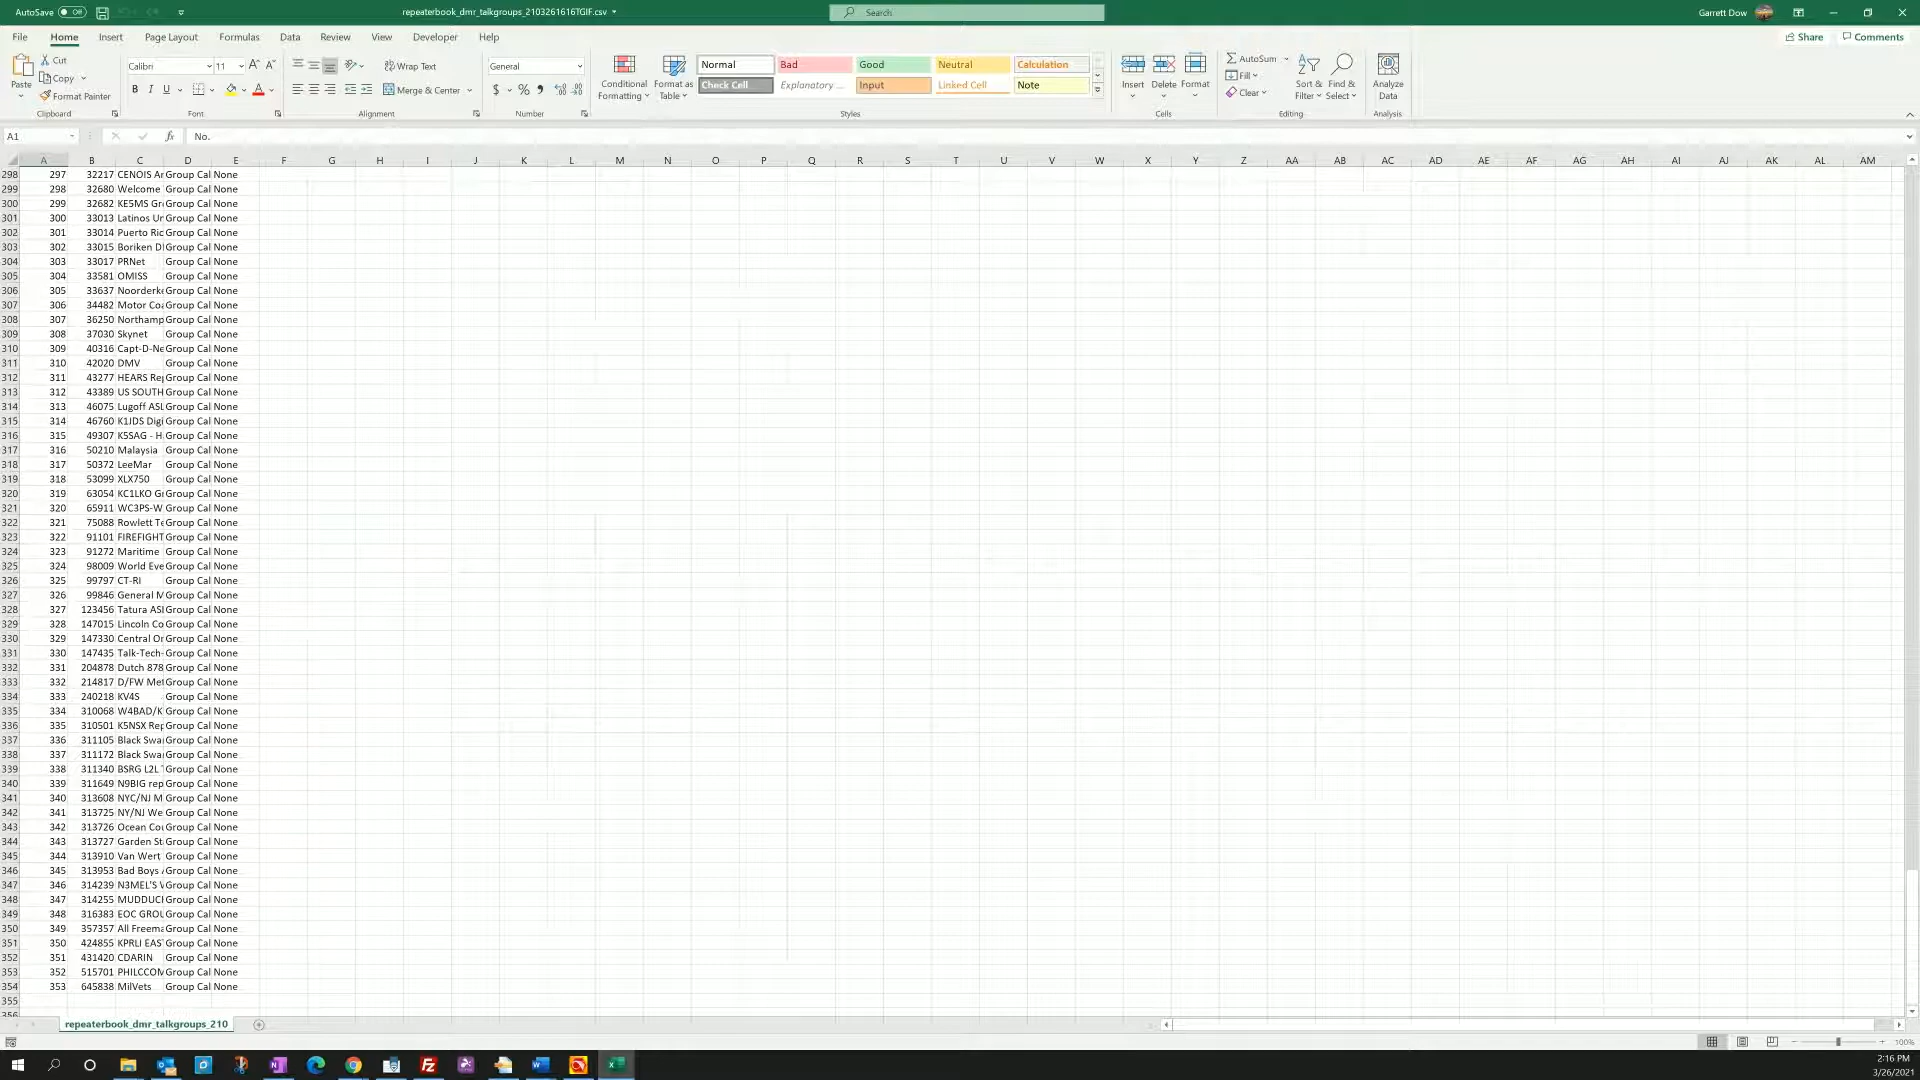 AutoSave Off
repeaterbook_dmr_talkgroups_2103261616TGIF.csv
Search
Garrett Dow
File Home Insert Page Layout Formulas Data Review View Developer Help
Share Comments
Paste
Cut
Copy
Format Painter
Clipboard
Calibri 11
B I U
Font
Wrap Text
Merge & Center
Alignment
General
$ % ,
Number
Conditional Formatting
Format as Table
Normal Bad Good Neutral Calculation
Check Cell Explanatory ... Input Linked Cell Note
Styles
Insert Delete Format
Cells
AutoSum
Fill
Clear
Sort & Filter
Find & Select
Editing
Analyze Data
Analysis
A1 fx No.
A B C D E F G H I J K L M N O P Q R S T U V W X Y Z AA AB AC AD AE AF AG AH AI AJ AK AL AM
298 297 32217 CENOIS Ar Group Cal None
299 298 32680 Welcome Group Cal None
300 299 32682 KE5MS Gr Group Cal None
301 300 33013 Latinos Ur Group Cal None
302 301 33014 Puerto Ric Group Cal None
303 302 33015 Boriken D Group Cal None
304 303 33017 PRNet Group Cal None
305 304 33581 OMISS Group Cal None
306 305 33637 Noorderk Group Cal None
307 306 34482 Motor Co Group Cal None
308 307 36250 Northamp Group Cal None
309 308 37030 Skynet Group Cal None
310 309 40316 Capt-D-Ne Group Cal None
311 310 42020 DMV Group Cal None
312 311 43277 HEARS Re Group Cal None
313 312 43389 US SOUTH Group Cal None
314 313 46075 Lugoff ASL Group Cal None
315 314 46760 K1JDS Digi Group Cal None
316 315 49307 K5SAG - H Group Cal None
317 316 50210 Malaysia Group Cal None
318 317 50372 LeeMar Group Cal None
319 318 53099 XLX750 Group Cal None
320 319 63054 KC1LKO Gr Group Cal None
321 320 65911 WC3PS-W Group Cal None
322 321 75088 Rowlett Te Group Cal None
323 322 91101 FIREFIGHT Group Cal None
324 323 91272 Maritime Group Cal None
325 324 98009 World Eve Group Cal None
326 325 99797 CT-RI Group Cal None
327 326 99846 General M Group Cal None
328 327 123456 Tatura ASI Group Cal None
329 328 147015 Lincoln Co Group Cal None
330 329 147330 Central Or Group Cal None
331 330 147435 Talk-Tech- Group Cal None
332 331 204878 Dutch 878 Group Cal None
333 332 214817 D/FW Met Group Cal None
334 333 240218 KV4S Group Cal None
335 334 310068 W4BAD/K Group Cal None
336 335 310501 K5NSX Rep Group Cal None
337 336 311105 Black Swa Group Cal None
338 337 311172 Black Swa Group Cal None
339 338 311340 BSRG L2L Group Cal None
340 339 311649 N9BIG rep Group Cal None
341 340 313608 NYC/NJ M Group Cal None
342 341 313725 NY/NJ We Group Cal None
343 342 313726 Ocean Cou Group Cal None
344 343 313727 Garden St Group Cal None
345 344 313910 Van Wert Group Cal None
346 345 313953 Bad Boys Group Cal None
347 346 314239 N3MEL'S Group Cal None
348 347 314255 MUDDUCK Group Cal None
349 348 316383 EOC GROU Group Cal None
350 349 357357 All Freema Group Cal None
351 350 424855 KPRLI EAS Group Cal None
352 351 431420 CDARIN Group Cal None
353 352 515701 PHILCCOM Group Cal None
354 353 645838 MilVets Group Cal None
355
356
repeaterbook_dmr_talkgroups_210
100%
2:16 PM
3/26/2021